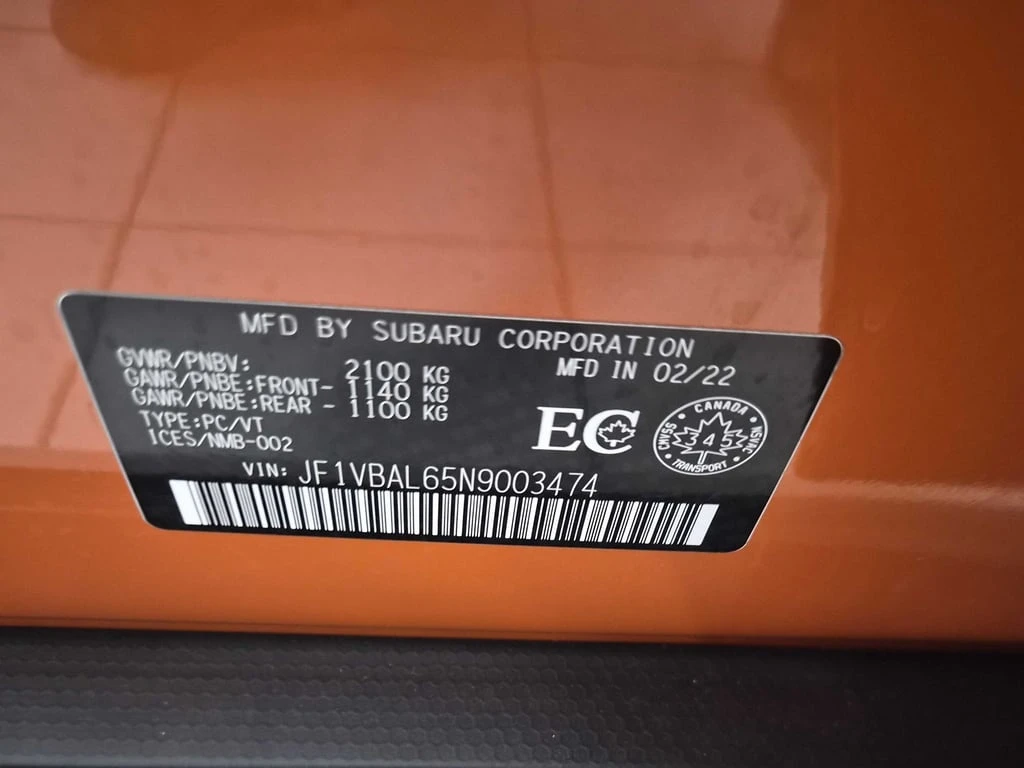 MFD BY SUBARU CORPORATION
GVWR/PNBV: 2100 KG MFD IN 02/22
GAWR/PNBE:FRONT- 1140 KG
GAWR/PNBE:REAR - 1100 KG
TYPE:PC/VT
ICES/NMB-002
EC
CANADA
CMVSS 345 NSVAC
TRANSPORT
VIN: JF1VBAL65N9003474